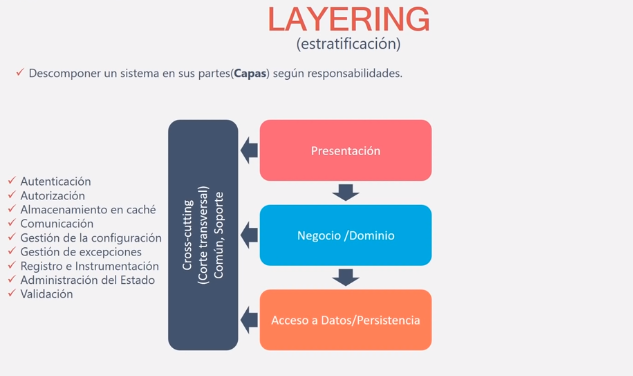 LAYERING
(estratificación)
✓ Descomponer un sistema en sus partes(Capas) según responsabilidades.
✓ Autenticación
✓ Autorización
✓ Almacenamiento en caché
✓ Comunicación
✓ Gestión de la configuración
✓ Gestión de excepciones
✓ Registro e Instrumentación
✓ Administración del Estado
✓ Validación
Cross-cutting
(Corte transversal)
Común, Soporte
Presentación
Negocio /Dominio
Acceso a Datos/Persistencia